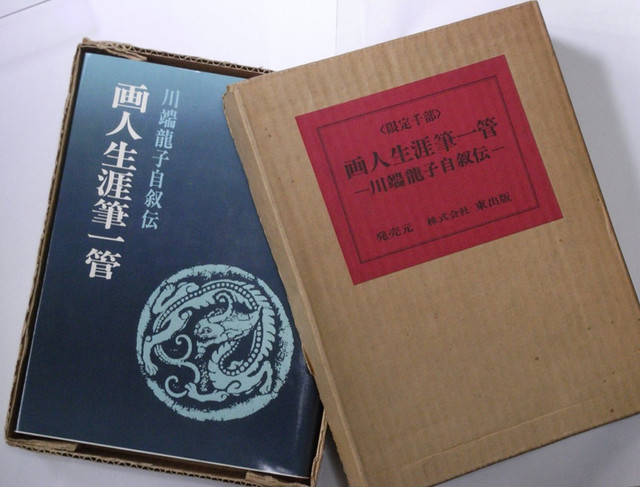 川端龍子自叙伝
画人生涯筆一管
〈限定千部〉
画人生涯筆一管
―川端龍子自叙伝―
発売元 株式会社 東出版